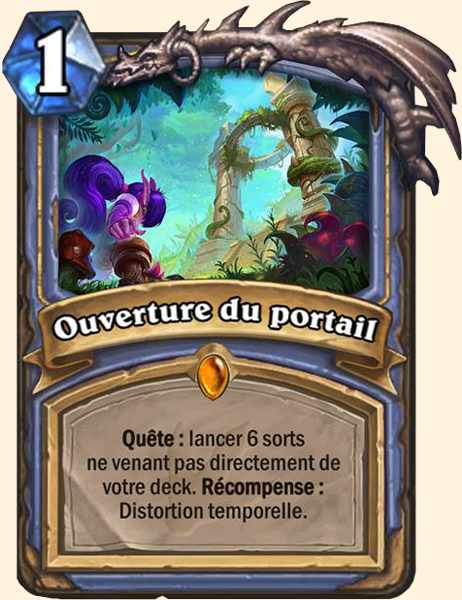 1
Ouverture du portail
Quête : lancer 6 sorts
ne venant pas directement de
votre deck. Récompense :
Distortion temporelle.